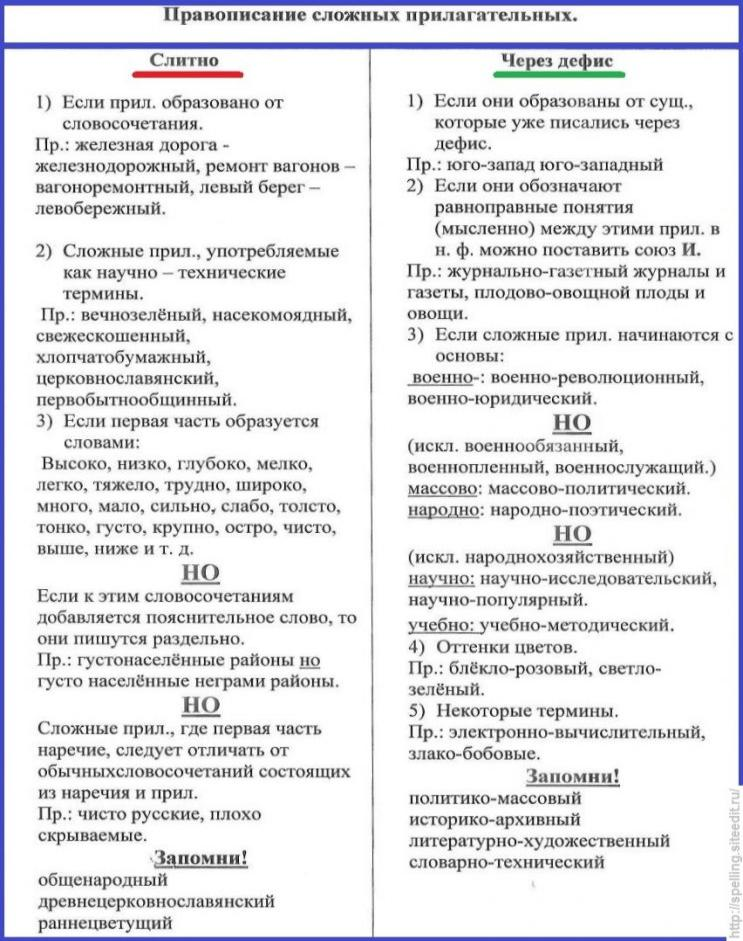 Правописание сложных прилагательных.
Слитно
1) Если прил. образовано от
словосочетания.
Пр.: железная дорога -
железнодорожный, ремонт вагонов –
вагоноремонтный, левый берег –
левобережный.
2) Сложные прил., употребляемые
как научно – технические
термины.
Пр.: вечнозелёный, насекомоядный,
свежескошенный,
хлопчатобумажный,
церковнославянский,
первобытнообщинный.
3) Если первая часть образуется
словами:
Высоко, низко, глубоко, мелко,
легко, тяжело, трудно, широко,
много, мало, сильно, слабо, толсто,
тонко, густо, крупно, остро, чисто,
выше, ниже и т. д.
НО
Если к этим словосочетаниям
добавляется пояснительное слово, то
они пишутся раздельно.
Пр.: густонаселённые районы но
густо населённые неграми районы.
НО
Сложные прил., где первая часть
наречие, следует отличать от
обычныхсловосочетаний состоящих
из наречия и прил.
Пр.: чисто русские, плохо
скрываемые.
Запомни!
общенародный
древнецерковнославянский
раннецветущий
Через дефис
1) Если они образованы от сущ.,
которые уже писались через
дефис.
Пр.: юго-запад юго-западный
2) Если они обозначают
равноправные понятия
(мысленно) между этими прил. в
н. ф. можно поставить союз И.
Пр.: журнально-газетный журналы и
газеты, плодово-овощной плоды и
овощи.
3) Если сложные прил. начинаются с
основы:
военно-: военно-революционный,
военно-юридический.
НО
(искл. военнообязанный,
военнопленный, военнослужащий.)
массово: массово-политический.
народно: народно-поэтический.
НО
(искл. народнохозяйственный)
научно: научно-исследовательский,
научно-популярный.
учебно: учебно-методический.
4) Оттенки цветов.
Пр.: блёкло-розовый, светло-
зелёный.
5) Некоторые термины.
Пр.: электронно-вычислительный,
злако-бобовые.
Запомни!
политико-массовый
историко-архивный
литературно-художественный
словарно-технический
http://spelling.siteedit.ru/